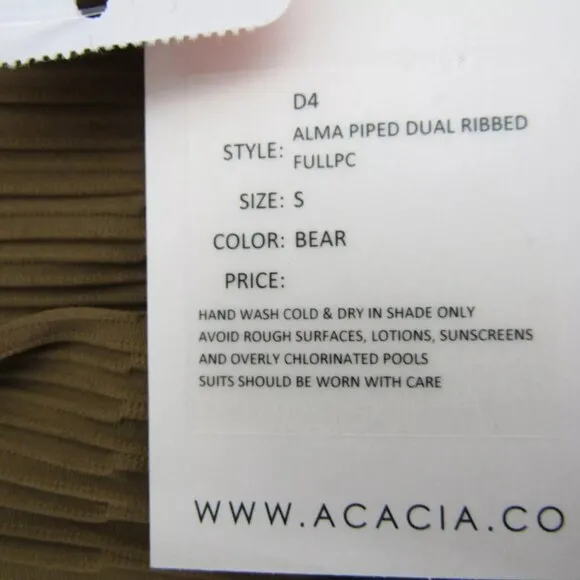 D4
STYLE: ALMA PIPED DUAL RIBBED
FULLPC
SIZE: S
COLOR: BEAR
PRICE:
HAND WASH COLD & DRY IN SHADE ONLY
AVOID ROUGH SURFACES, LOTIONS, SUNSCREENS
AND OVERLY CHLORINATED POOLS
SUITS SHOULD BE WORN WITH CARE
WWW.ACACIA.CO